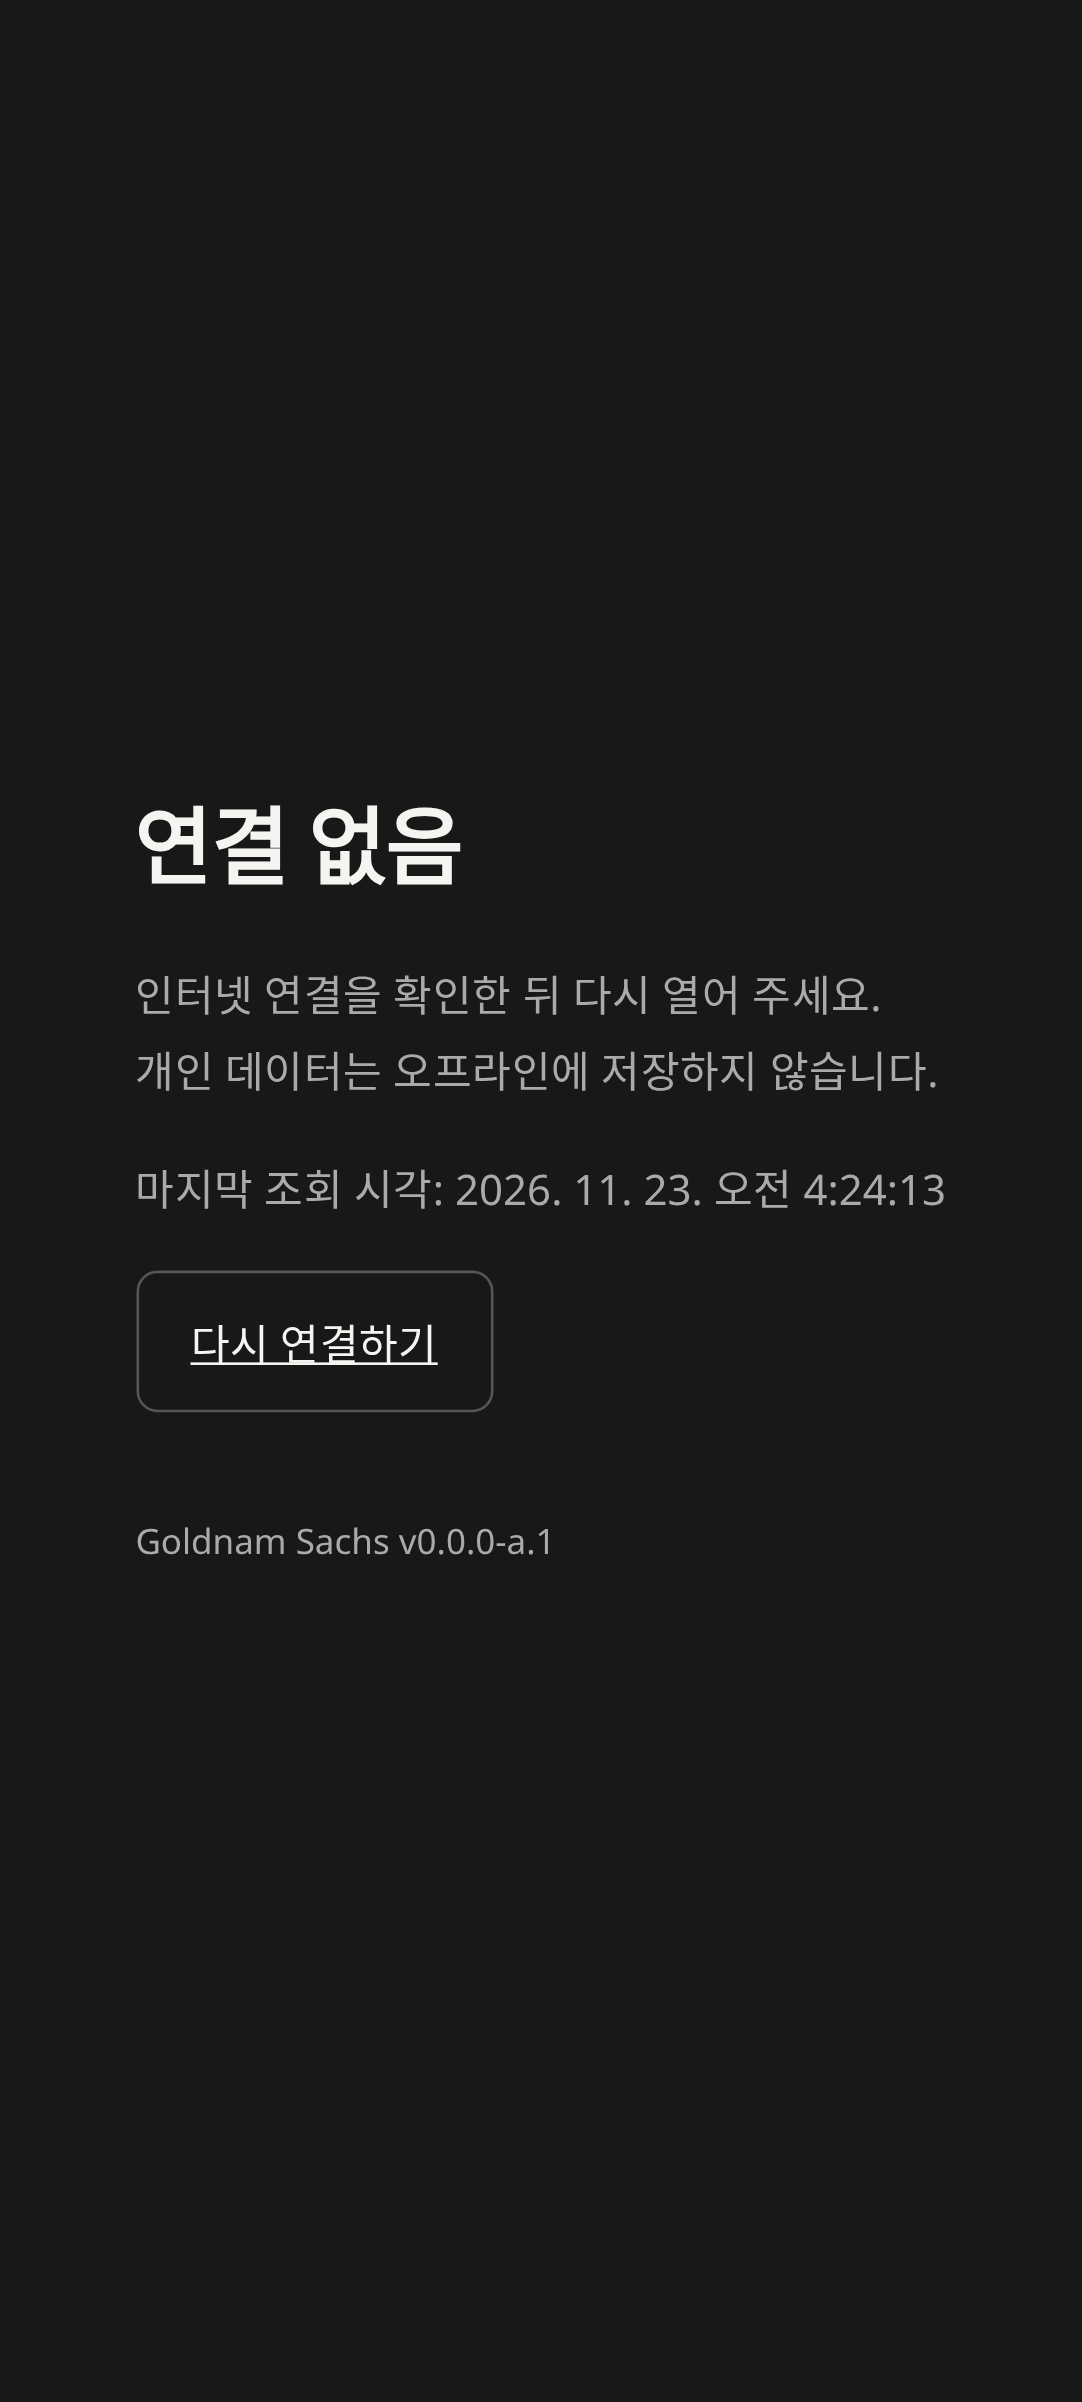 연결 없음
인터넷 연결을 확인한 뒤 다시 열어 주세요.
개인 데이터는 오프라인에 저장하지 않습니다.
마지막 조회 시각: 2026. 11. 23. 오전 4:24:13
다시 연결하기
Goldnam Sachs v0.0.0-a.1